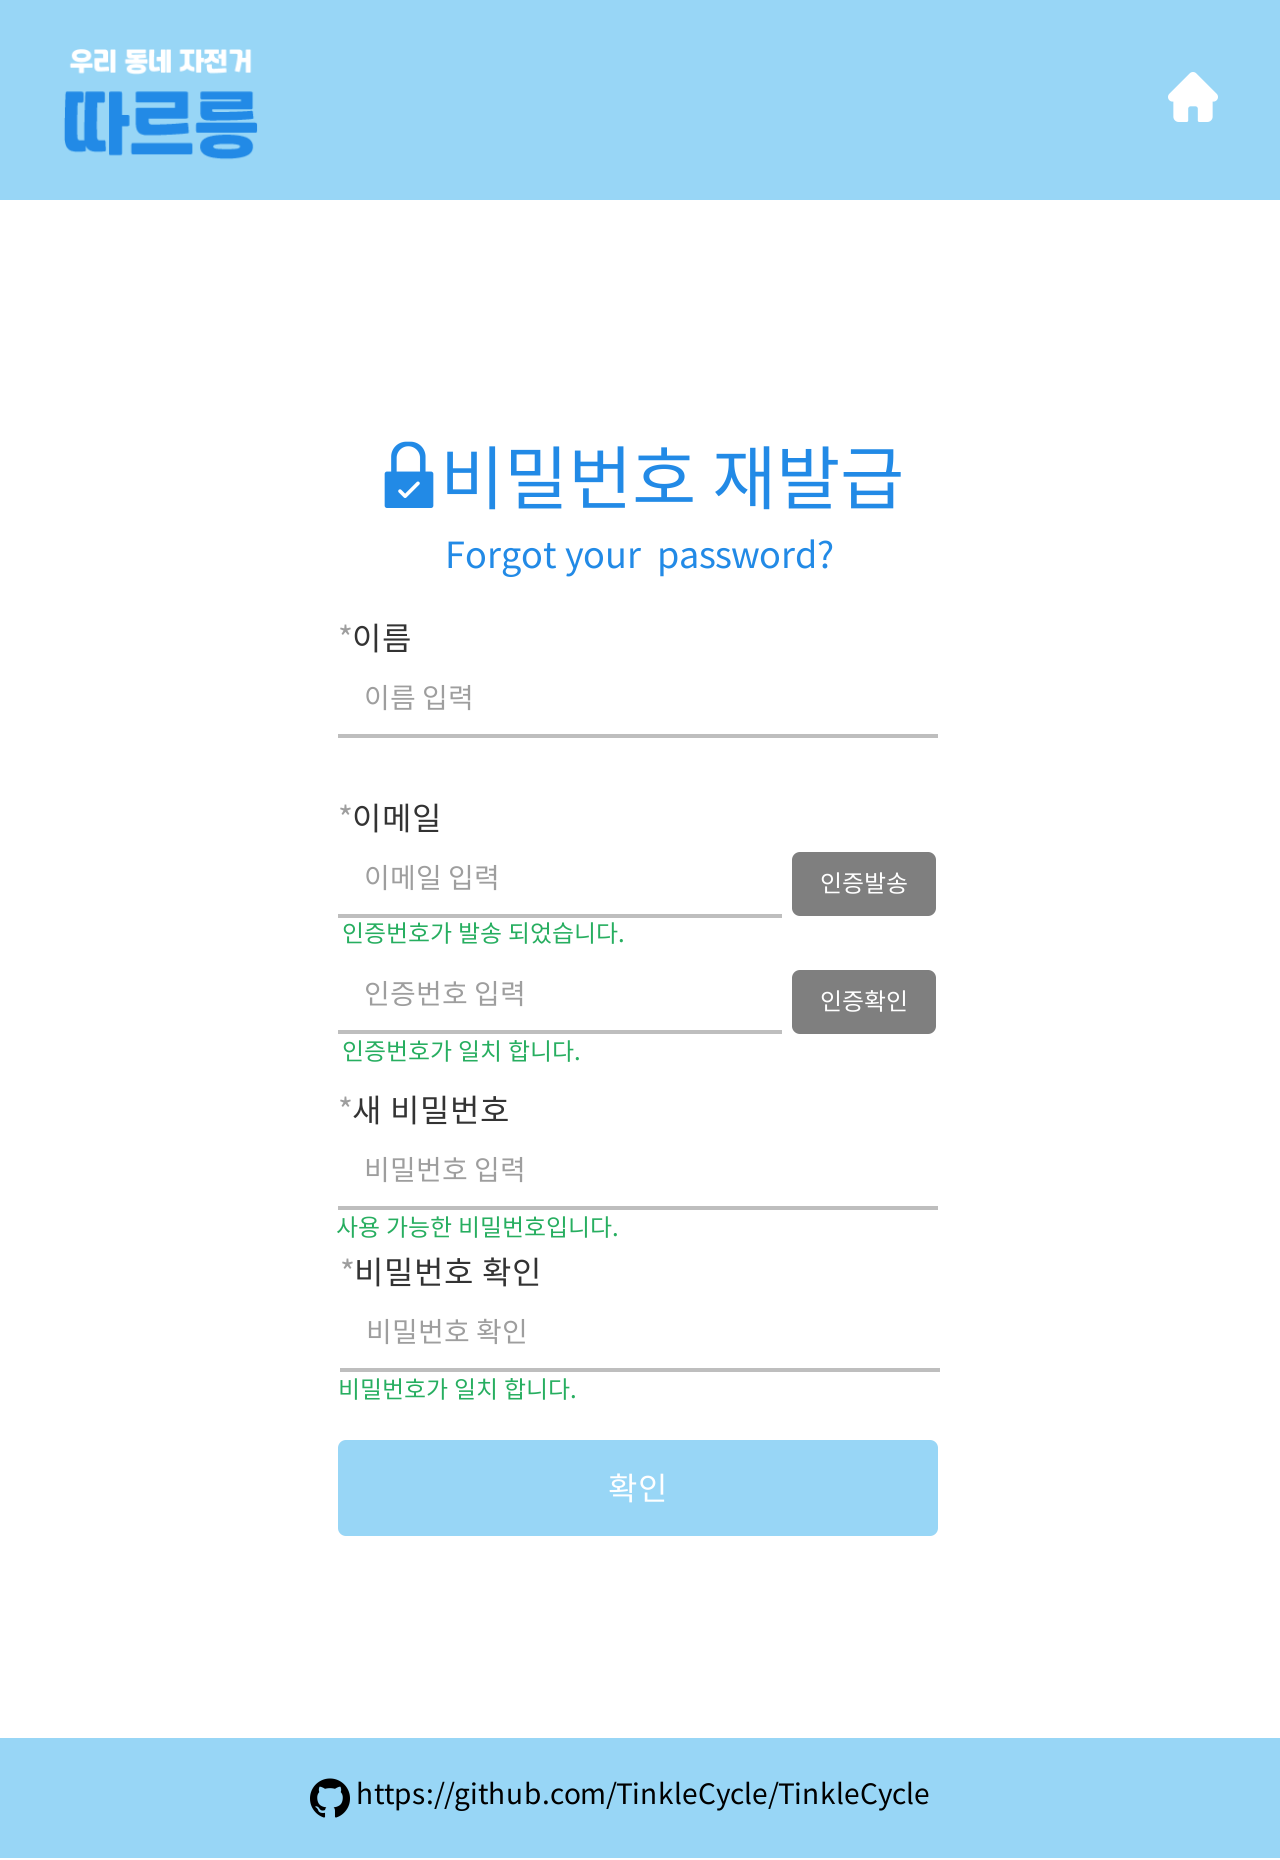 우리 동네 자전거
따르릉
비밀번호 재발급
Forgot your  password?
*이름
이름 입력
*이메일
이메일 입력
인증발송
인증번호가 발송 되었습니다.
인증번호 입력
인증확인
인증번호가 일치 합니다.
*새 비밀번호
비밀번호 입력
사용 가능한 비밀번호입니다.
*비밀번호 확인
비밀번호 확인
비밀번호가 일치 합니다.
확인
https://github.com/TinkleCycle/TinkleCycle